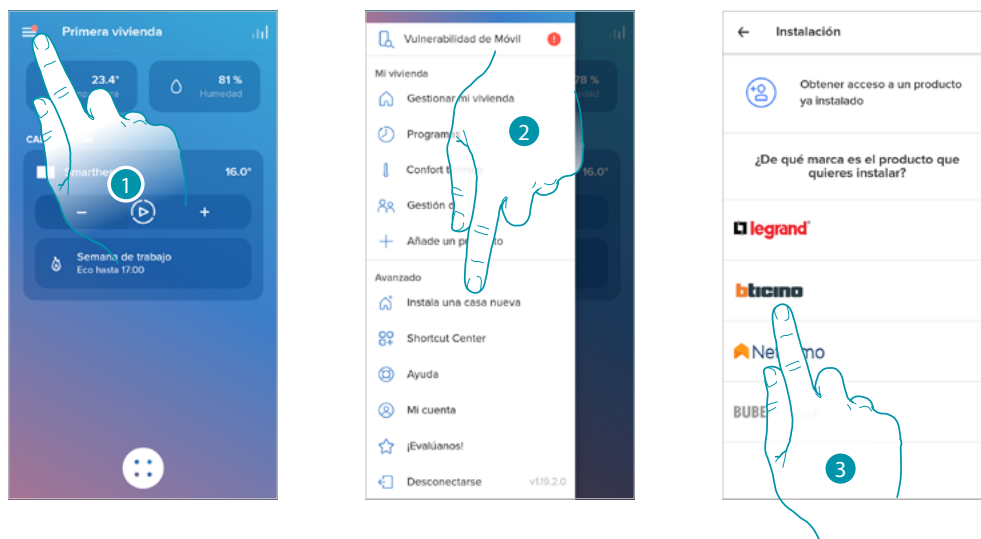 Primera vivienda
23.4°
81 %
Humedad
16.0°
1
Semana de trabajo
Eco hasta 17:00
Vulnerabilidad de Móvil
Mi vivienda
Gestionar mi vivienda
78 %
Programas
2
Confort
16.0°
Gestión
Añade un
Avanzado
Instala una casa nueva
Shortcut Center
Ayuda
Mi cuenta
¡Evalúanos!
Desconectarse
v1.19.2.0
Instalación
Obtener acceso a un producto
ya instalado
¿De qué marca es el producto que
quieres instalar?
legrand
bticino
3